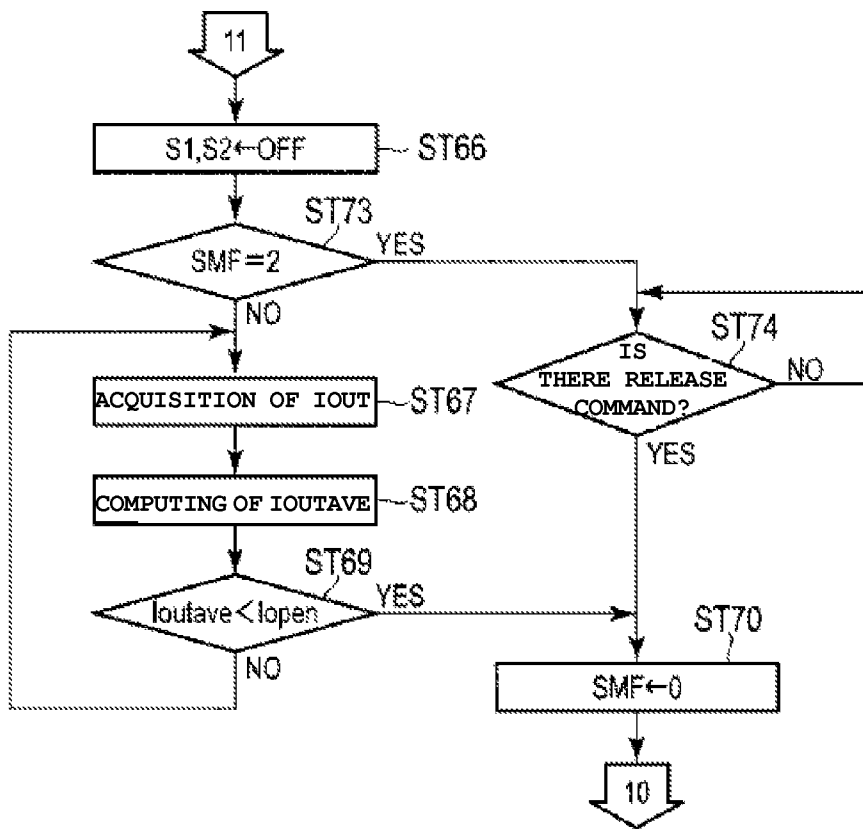 11
S1,S2←OFF
ST66
ST73
SMF=2
YES
NO
ST74
IS
THERE RELEASE
COMMAND?
NO
YES
ACQUISITION OF IOUT
ST67
COMPUTING OF IOUTAVE
ST68
ST69
Ioutave<Iopen
YES
NO
ST70
SMF←0
10